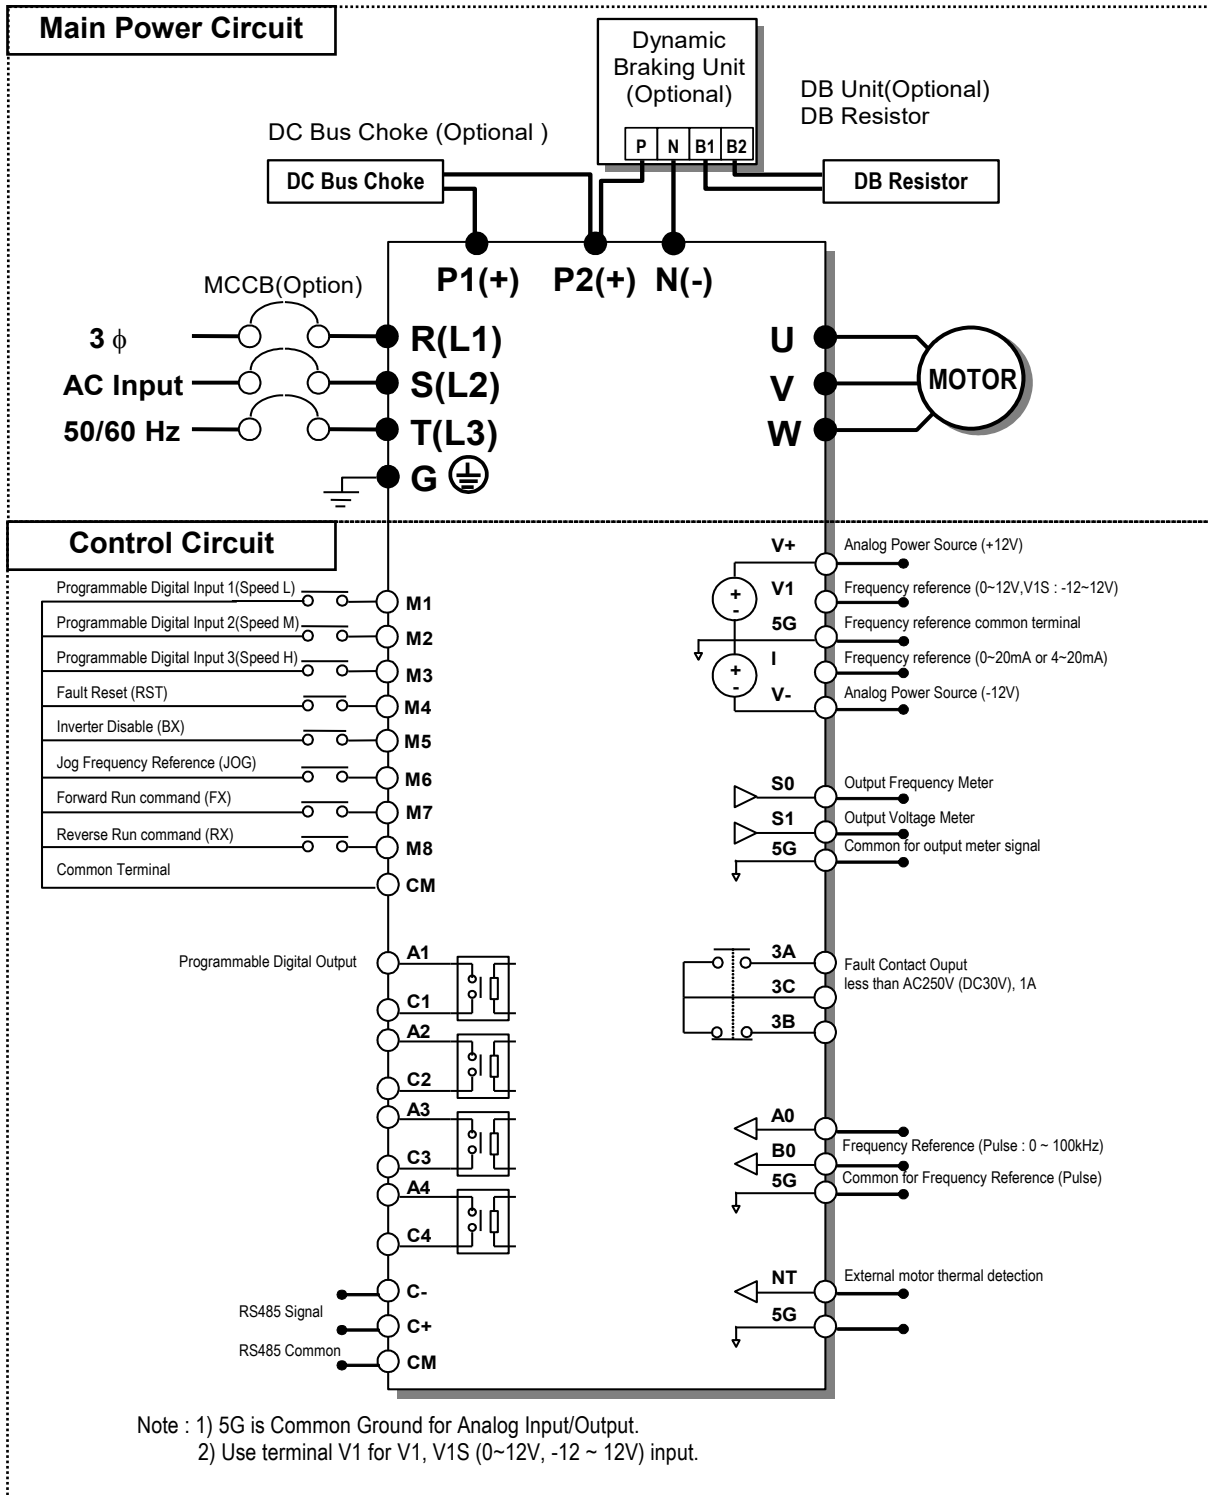 Main Power Circuit
Dynamic
Braking Unit
(Optional)
P N B1 B2
DB Unit(Optional)
DB Resistor
DC Bus Choke (Optional )
DC Bus Choke
DB Resistor
P1(+) P2(+) N(-)
MCCB(Option)
3 ϕ
R(L1)
U
AC Input
S(L2)
V
MOTOR
50/60 Hz
T(L3)
W
G
Control Circuit
Programmable Digital Input 1(Speed L)
M1
Programmable Digital Input 2(Speed M)
M2
Programmable Digital Input 3(Speed H)
M3
Fault Reset (RST)
M4
Inverter Disable (BX)
M5
Jog Frequency Reference (JOG)
M6
Forward Run command (FX)
M7
Reverse Run command (RX)
M8
Common Terminal
CM
V+
Analog Power Source (+12V)
+
-
V1
Frequency reference (0~12V,V1S : -12~12V)
5G
Frequency reference common terminal
+
-
I
Frequency reference (0~20mA or 4~20mA)
V-
Analog Power Source (-12V)
S0
Output Frequency Meter
S1
Output Voltage Meter
5G
Common for output meter signal
Programmable Digital Output
A1
C1
A2
C2
A3
C3
A4
C4
3A
Fault Contact Ouput
3C
less than AC250V (DC30V), 1A
3B
A0
Frequency Reference (Pulse : 0 ~ 100kHz)
B0
5G
Common for Frequency Reference (Pulse)
NT
External motor thermal detection
5G
C-
RS485 Signal
C+
RS485 Common
CM
Note : 1) 5G is Common Ground for Analog Input/Output.
2) Use terminal V1 for V1, V1S (0~12V, -12 ~ 12V) input.